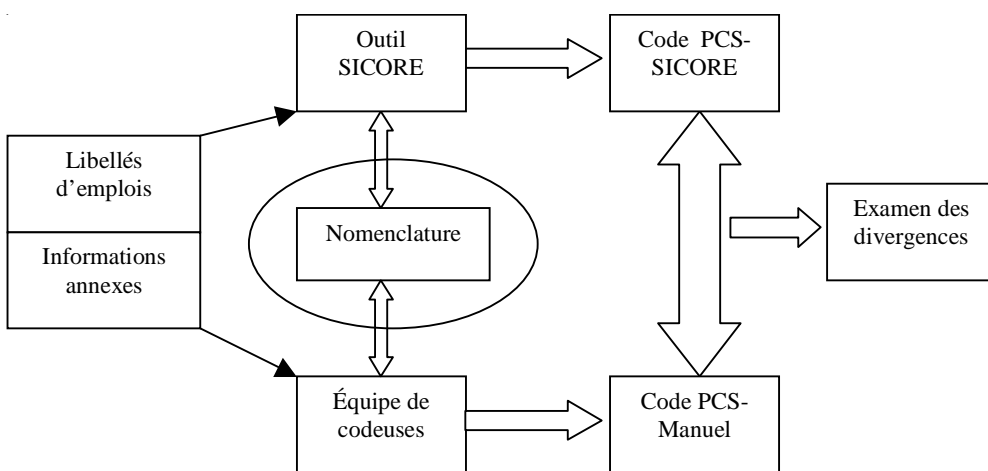 Outil
SICORE
Code PCS-
SICORE
Libellés
d'emplois
Informations
annexes
Nomenclature
Examen des
divergences
Équipe de
codeuses
Code PCS-
Manuel